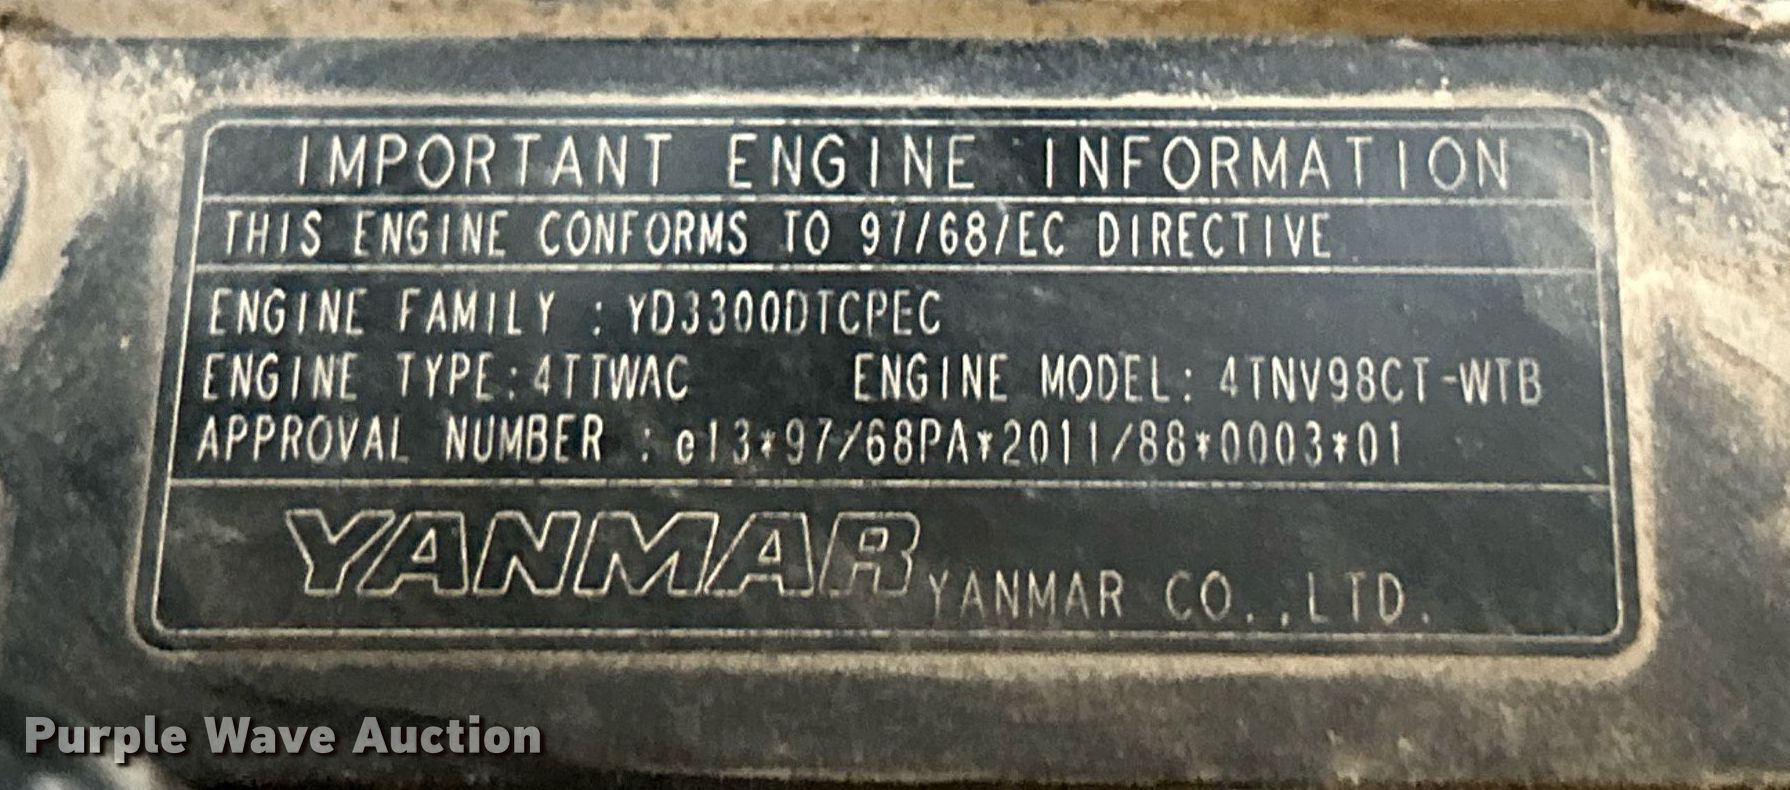 IMPORTANT ENGINE INFORMATION
THIS ENGINE CONFORMS TO 97/68/EC DIRECTIVE
ENGINE FAMILY : YD3300DTCPEC
ENGINE TYPE: 4TTWAC ENGINE MODEL: 4TNV98CT-WTB
APPROVAL NUMBER : e13*97/68PA*2011/88*0003*01
YANMAR YANMAR CO.,LTD.
Purple Wave Auction